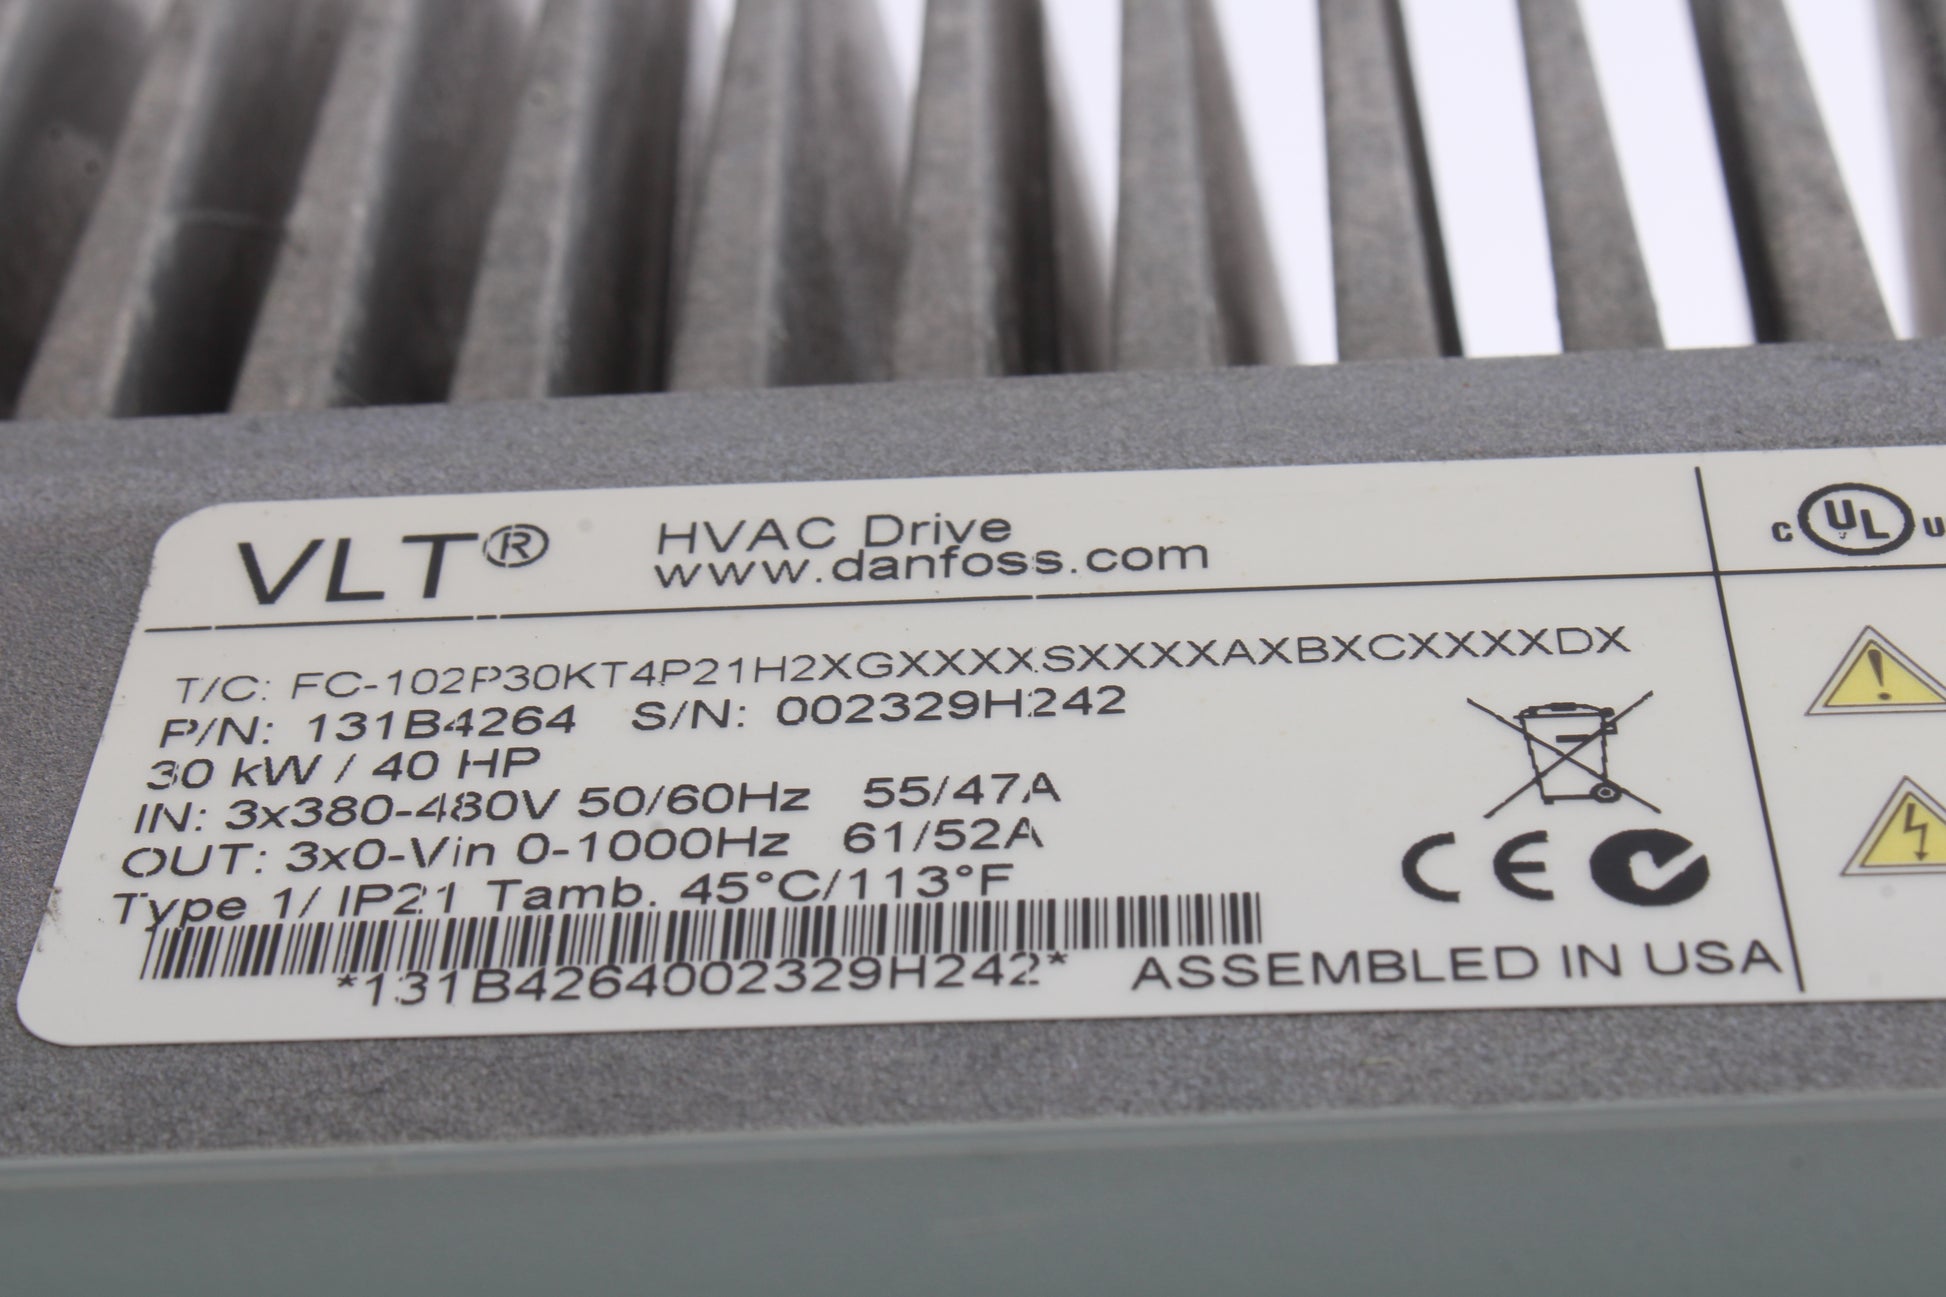 VLT®
HVAC Drive
www.danfoss.com
T/C: FC-102P30KT4P21H2XGXXXXSXXXXAXBXCXXXXDX
P/N: 131B4264 S/N: 002329H242
30 kW / 40 HP
IN: 3x380-480V 50/60Hz 55/47A
OUT: 3x0-Vin 0-1000Hz 61/52A
Type 1/ IP21 Tamb. 45°C/113°F
*131B4264002329H242* ASSEMBLED IN USA
c UL
CE